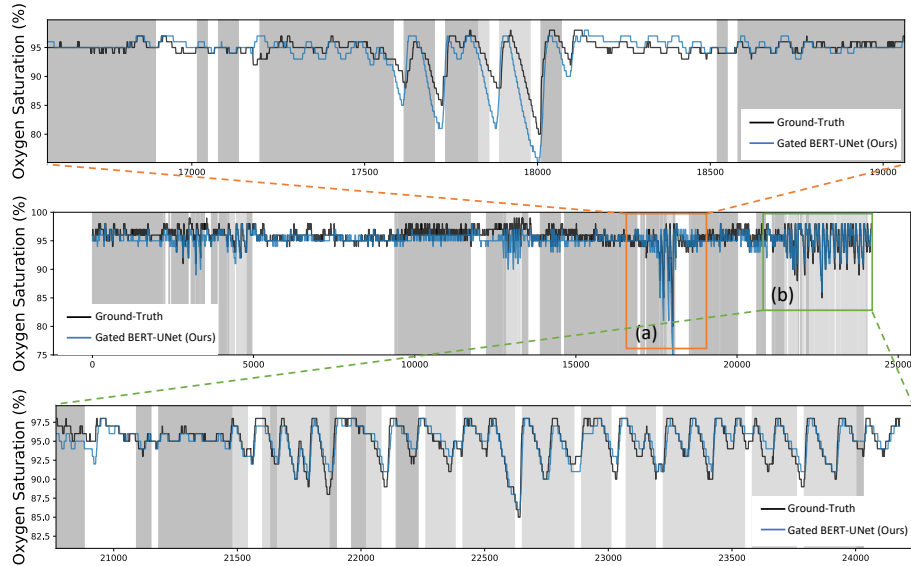 Oxygen Saturation (%)
95
90
85
80
Ground-Truth
Gated BERT-UNet (Ours)
17000 17500 18000 18500 19000
Oxygen Saturation (%)
100
95
90
85
80
75
Ground-Truth
Gated BERT-UNet (Ours)
(a)
(b)
0 5000 10000 15000 20000 25000
Oxygen Saturation (%)
97.5
95.0
92.5
90.0
87.5
85.0
82.5
Ground-Truth
Gated BERT-UNet (Ours)
21000 21500 22000 22500 23000 23500 24000